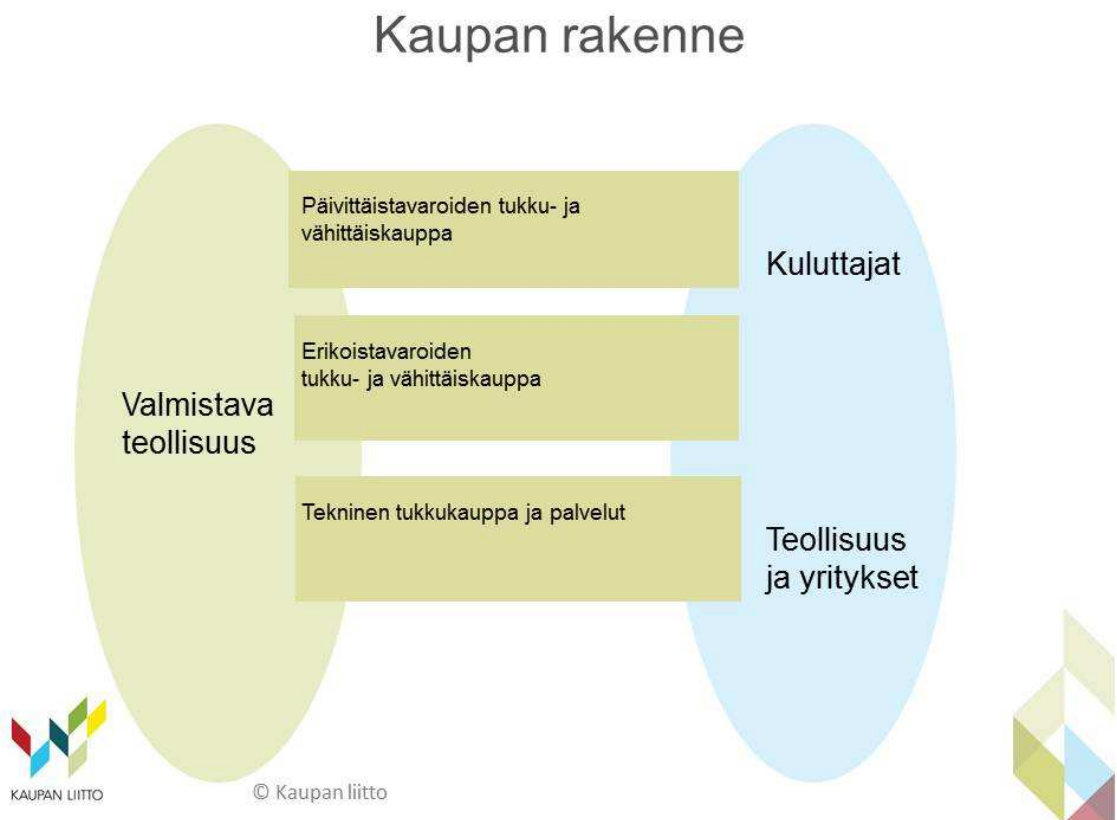 Kaupan rakenne
Päivittäistavaroiden tukku- ja
vähittäiskauppa
Kuluttajat
Erikoistavaroiden
tukku- ja vähittäiskauppa
Valmistava
teollisuus
Tekninen tukkukauppa ja palvelut
Teollisuus
ja yritykset
KAUPAN LIITTO
© Kaupan liitto